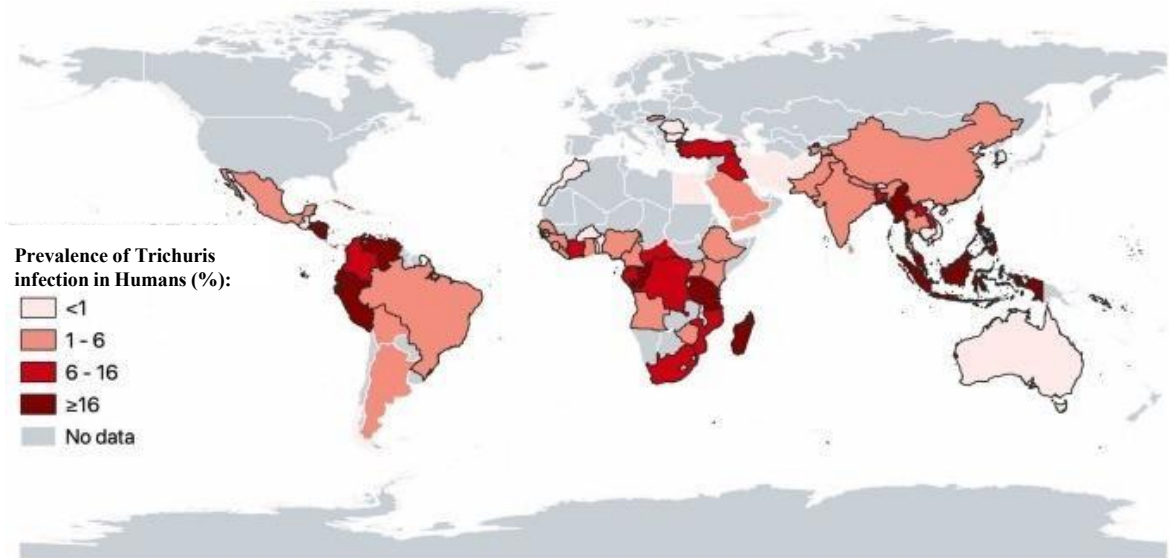 Prevalence of Trichuris
infection in Humans (%):
<1
1 - 6
6 - 16
≥16
No data